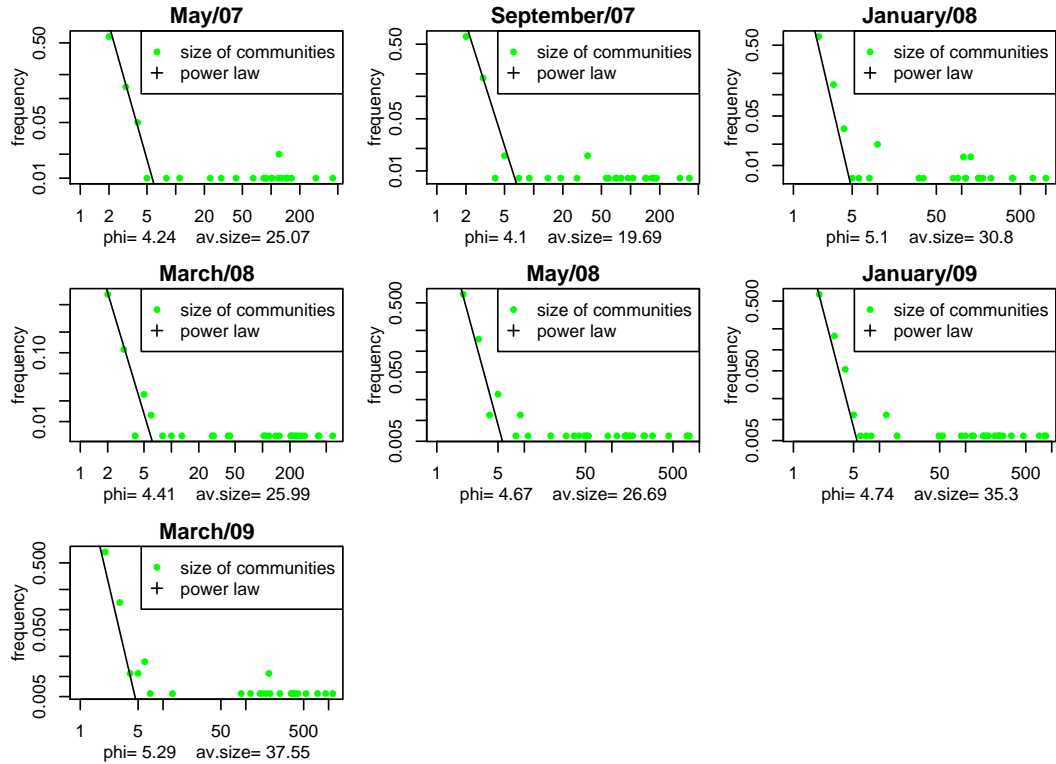 May/07
size of communities
power law
frequency
0.01 0.05 0.50
1 2 5 20 50 200
phi= 4.24 av.size= 25.07
September/07
size of communities
power law
frequency
0.01 0.05 0.50
1 2 5 20 50 200
phi= 4.1 av.size= 19.69
January/08
size of communities
power law
frequency
0.01 0.05 0.50
1 5 50 500
phi= 5.1 av.size= 30.8
March/08
size of communities
power law
frequency
0.01 0.10
1 2 5 20 50 200
phi= 4.41 av.size= 25.99
May/08
size of communities
power law
frequency
0.005 0.050 0.500
1 5 50 500
phi= 4.67 av.size= 26.69
January/09
size of communities
power law
frequency
0.005 0.050 0.500
1 5 50 500
phi= 4.74 av.size= 35.3
March/09
size of communities
power law
frequency
0.005 0.050 0.500
1 5 50 500
phi= 5.29 av.size= 37.55